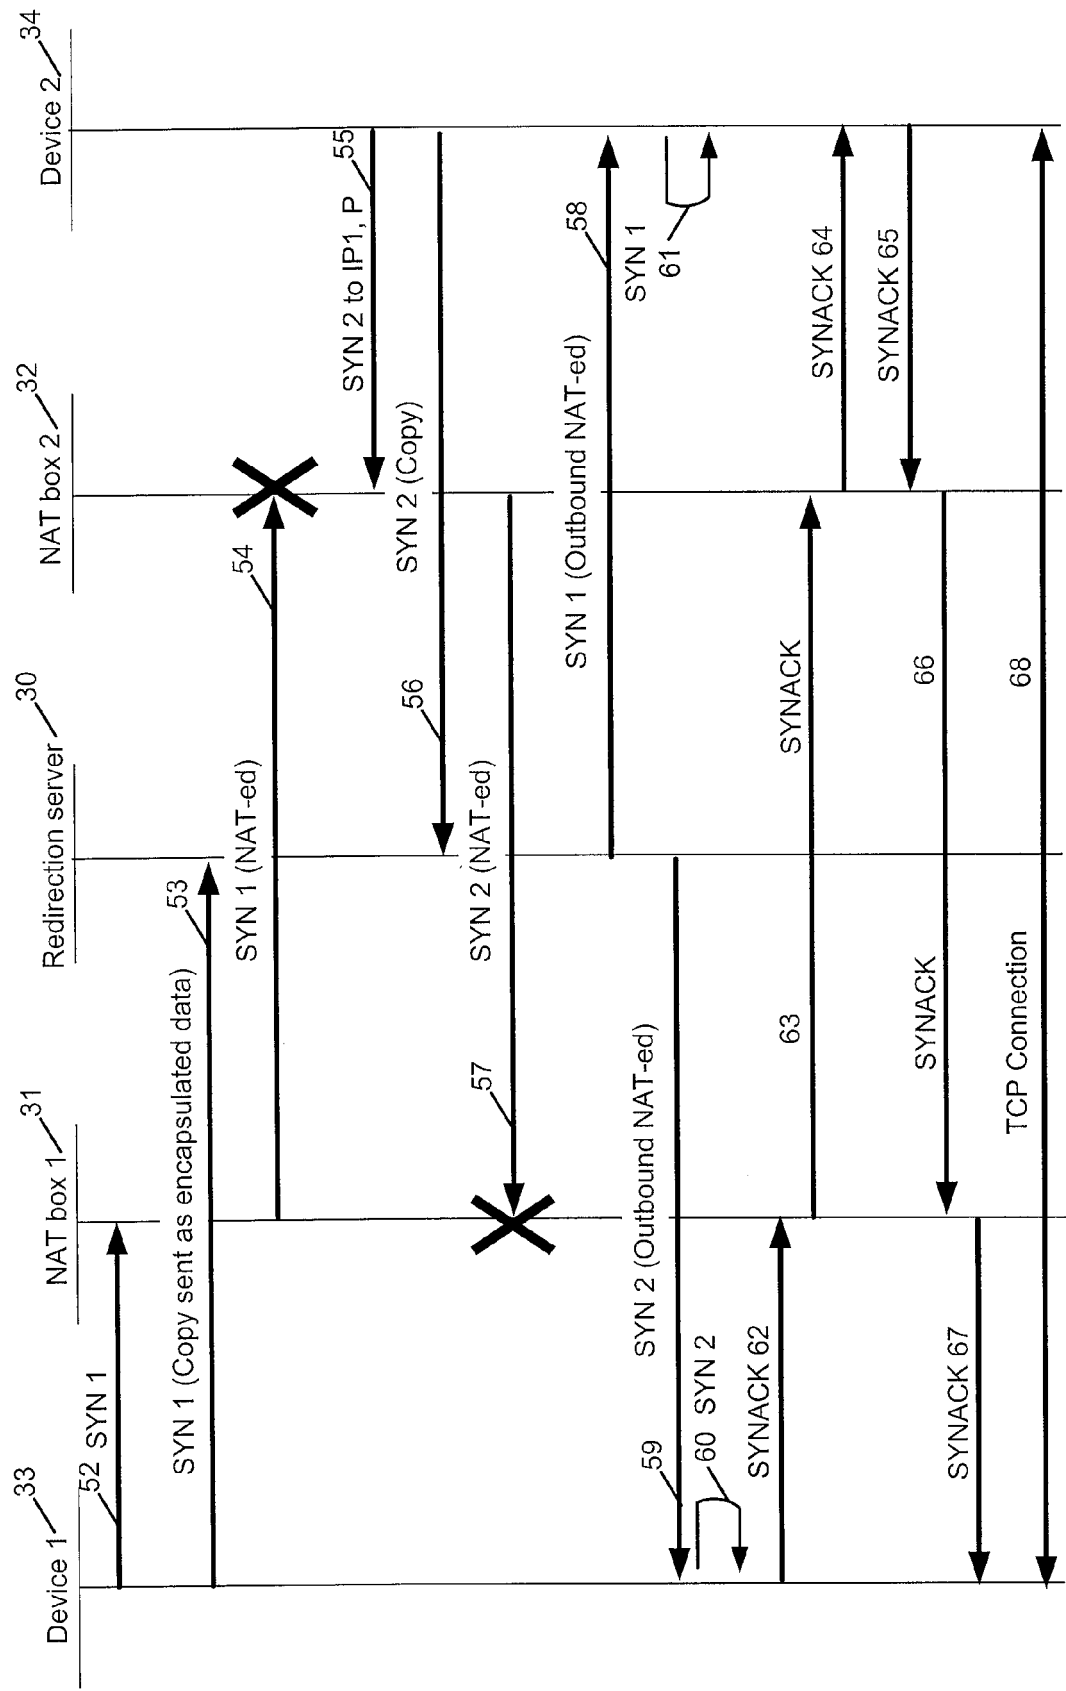 Device 1 33
NAT box 1 31
Redirection server 30
NAT box 2 32
Device 2 34
52 SYN 1
SYN 1 (Copy sent as encapsulated data) 53
SYN 1 (NAT-ed) 54
SYN 2 to IP1, P 55
SYN 2 (Copy)
56
57
SYN 2 (NAT-ed)
SYN 1 (Outbound NAT-ed) 58
SYN 2 (Outbound NAT-ed)
59
SYN 1
61
60 SYN 2
SYNACK 62
63
SYNACK
SYNACK 64
SYNACK 65
SYNACK
66
SYNACK 67
TCP Connection
68